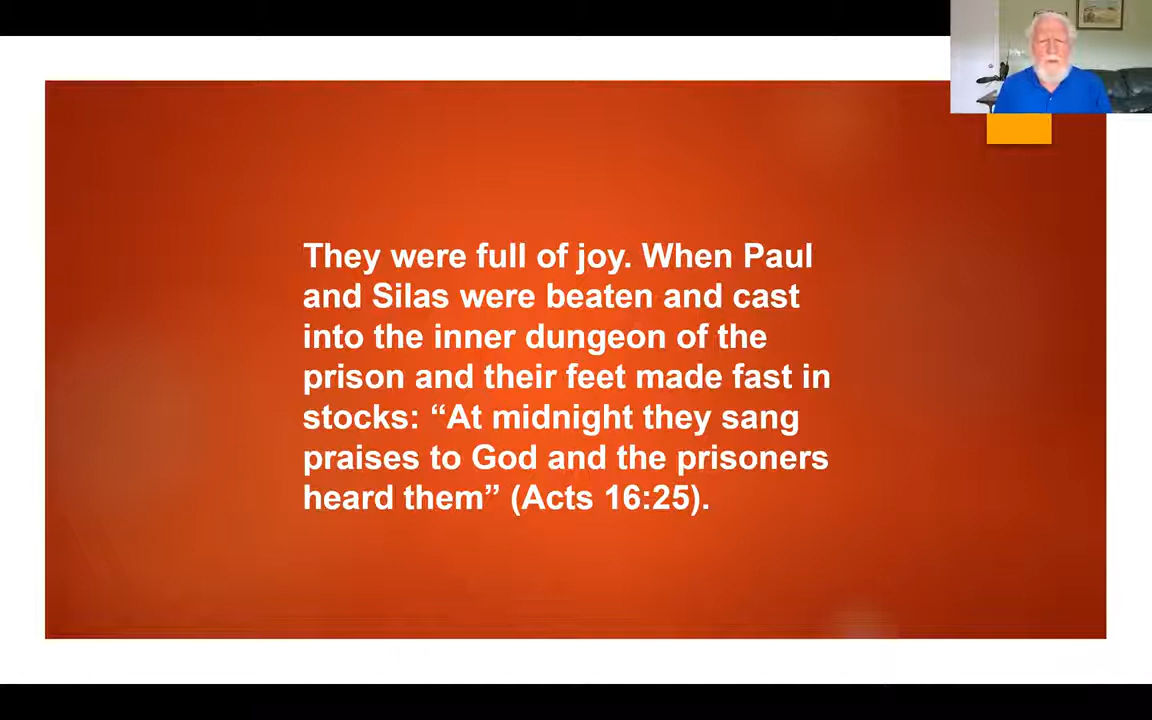 They were full of joy. When Paul
and Silas were beaten and cast
into the inner dungeon of the
prison and their feet made fast in
stocks: “At midnight they sang
praises to God and the prisoners
heard them” (Acts 16:25).